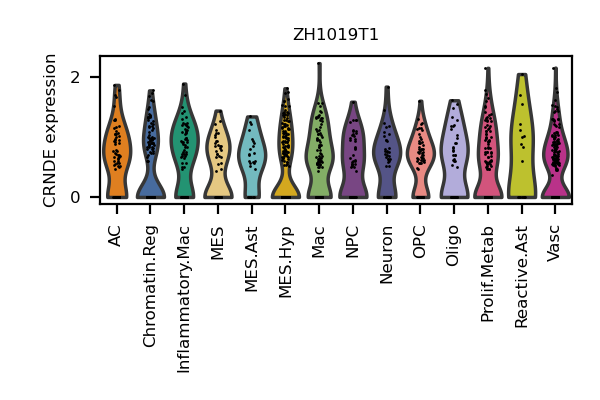 ZH1019T1
CRNDE expression
2
0
AC
Chromatin.Reg
Inflammatory.Mac
MES
MES.Ast
MES.Hyp
Mac
NPC
Neuron
OPC
Oligo
Prolif.Metab
Reactive.Ast
Vasc